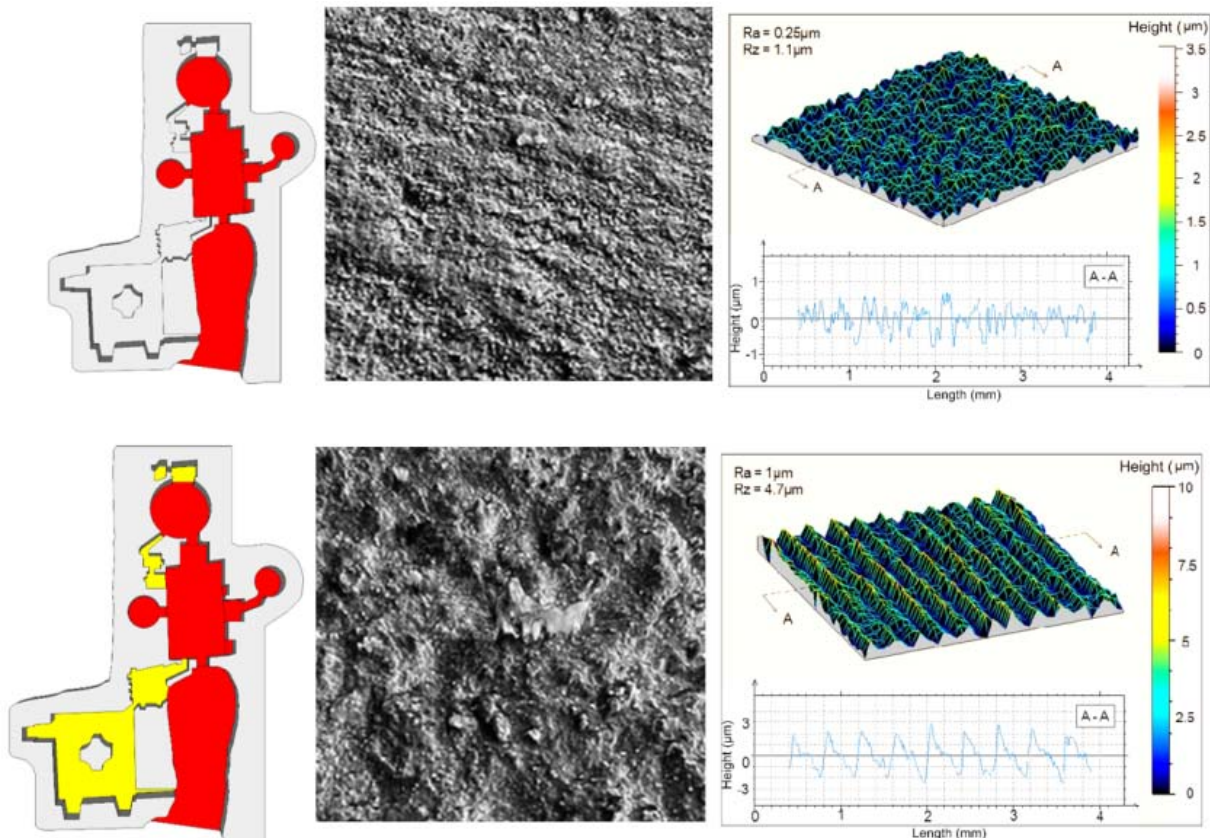 Ra = 0.25µm
Rz = 1.1µm
Height (µm)
3.5
3
2.5
2
1.5
1
0.5
0
A
A
A - A
Height (µm)
1
0
-1
0
1
2
3
4
Length (mm)
Ra = 1µm
Rz = 4.7µm
Height (µm)
10
7.5
5
2.5
0
A
A
A - A
Height (µm)
3
0
-3
0
1
2
3
4
Length (mm)